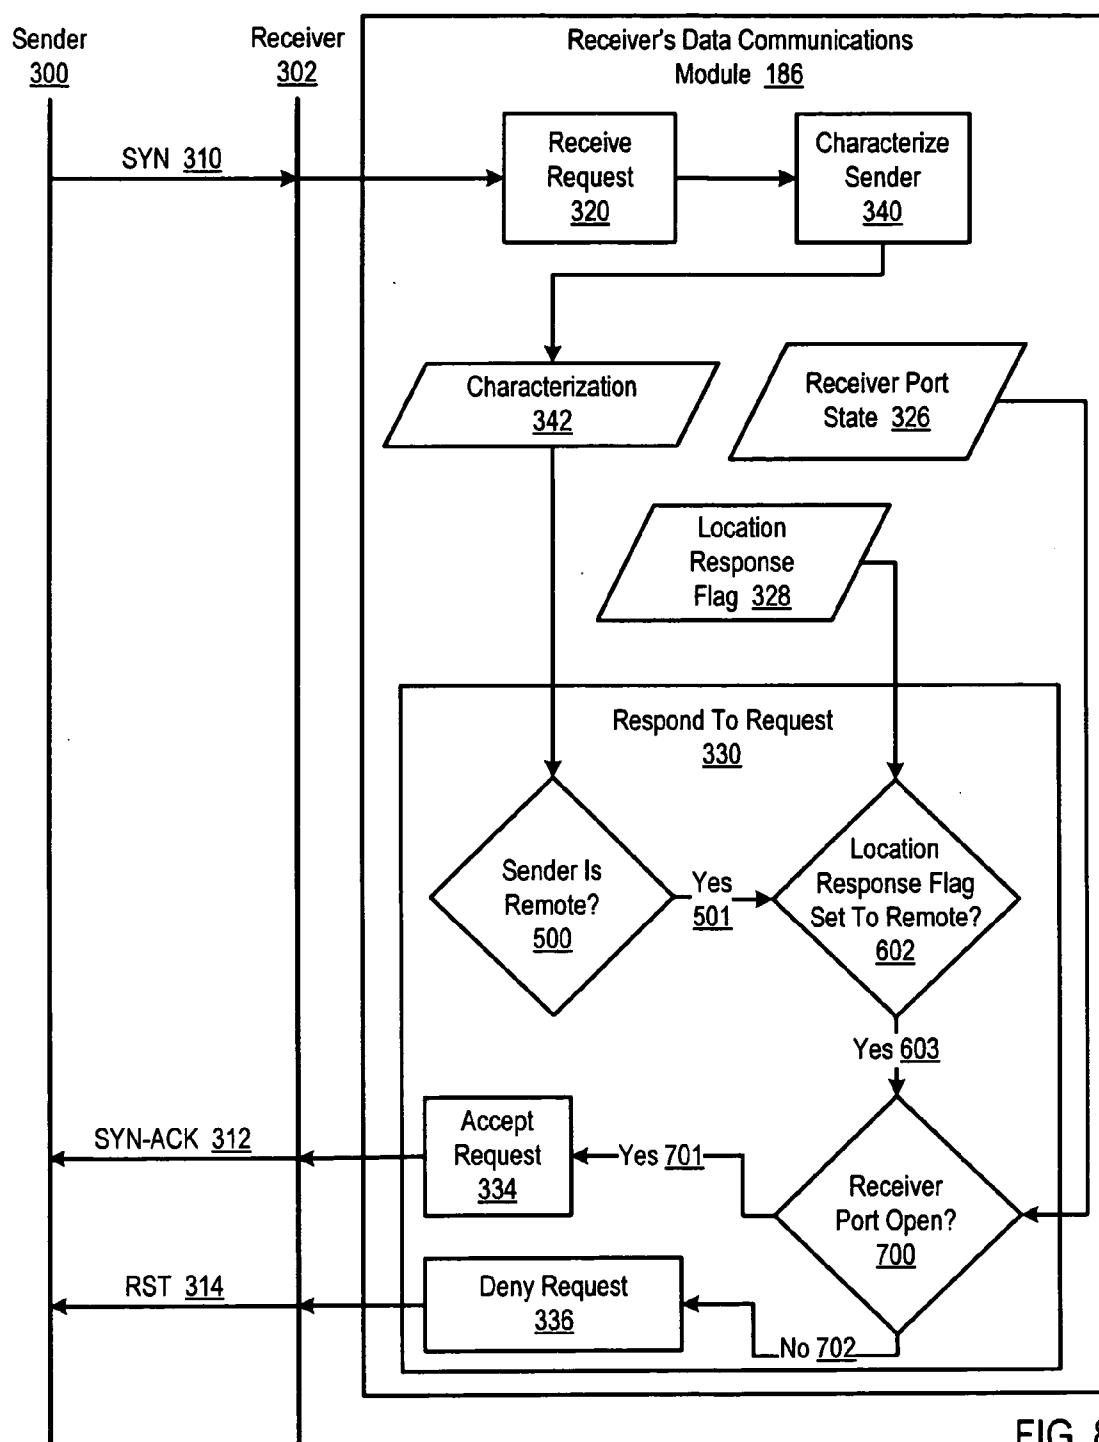 Sender
300
Receiver
302
Receiver's Data Communications
Module 186
SYN 310
Receive
Request
320
Characterize
Sender
340
Characterization
342
Receiver Port
State 326
Location
Response
Flag 328
Respond To Request
330
Sender Is
Remote?
500
Yes
501
Location
Response Flag
Set To Remote?
602
Yes 603
SYN-ACK 312
Accept
Request
334
Yes 701
Receiver
Port Open?
700
RST 314
Deny Request
336
No 702
FIG. 8